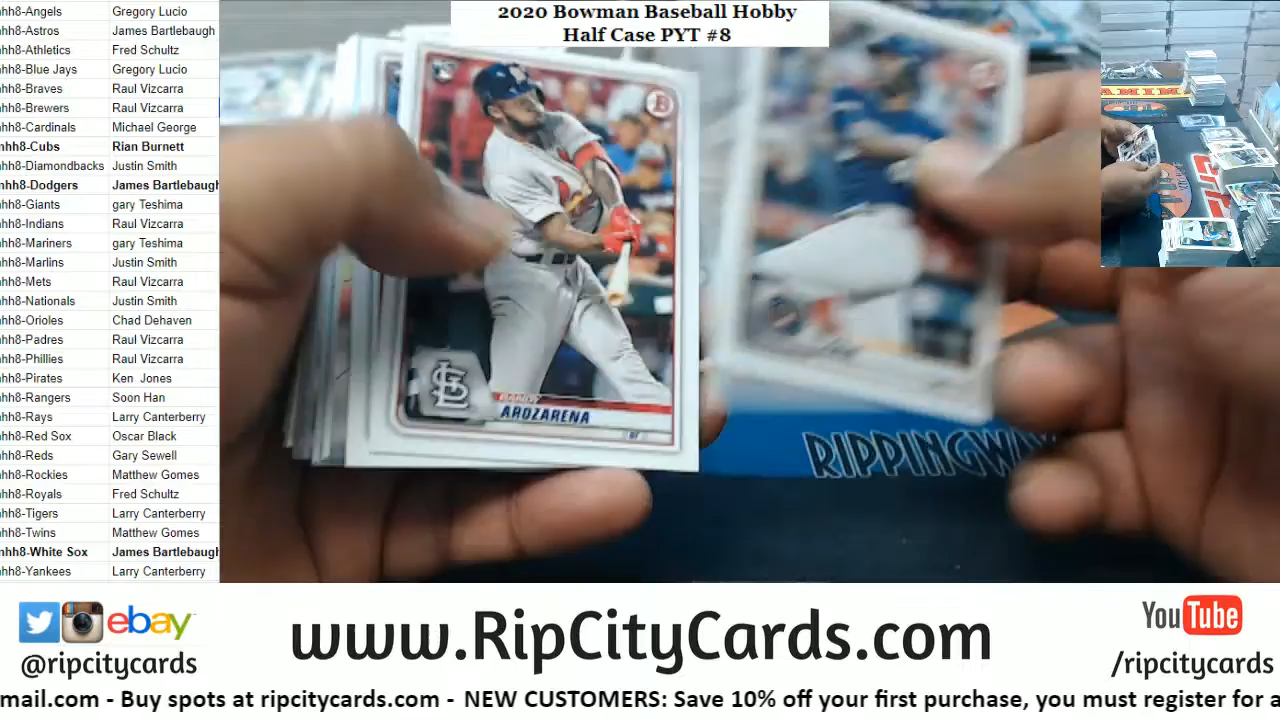 2020 Bowman Baseball Hobby
Half Case PYT #8
hh8-Angels Gregory Lucio
hh8-Astros James Bartlebaugh
hh8-Athletics Fred Schultz
hh8-Blue Jays Gregory Lucio
hh8-Braves Raul Vizcarra
hh8-Brewers Raul Vizcarra
hh8-Cardinals Michael George
hh8-Cubs Rian Burnett
hh8-Diamondbacks Justin Smith
hh8-Dodgers James Bartlebaugh
hh8-Giants gary Teshima
hh8-Indians Raul Vizcarra
hh8-Mariners gary Teshima
hh8-Marlins Justin Smith
hh8-Mets Raul Vizcarra
hh8-Nationals Justin Smith
hh8-Orioles Chad Dehaven
hh8-Padres Raul Vizcarra
hh8-Phillies Raul Vizcarra
hh8-Pirates Ken Jones
hh8-Rangers Soon Han
hh8-Rays Larry Canterberry
hh8-Red Sox Oscar Black
hh8-Reds Gary Sewell
hh8-Rockies Matthew Gomes
hh8-Royals Fred Schultz
hh8-Tigers Larry Canterberry
hh8-Twins Matthew Gomes
hh8-White Sox James Bartlebaugh
hh8-Yankees Larry Canterberry
B
STL
RANDY
AROZARENA
OF
RIPPINGWA
PANINI
ebay
@ripcitycards
www.RipCityCards.com
YouTube
/ripcitycards
mail.com - Buy spots at ripcitycards.com - NEW CUSTOMERS: Save 10% off your first purchase, you must register for a